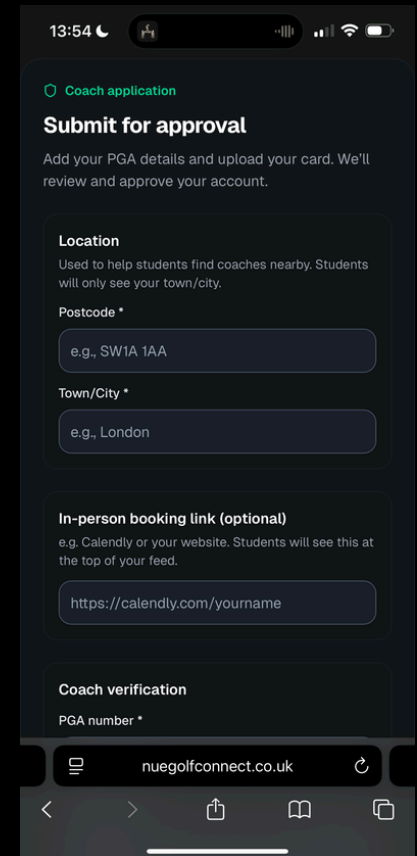 13:54
Coach application
Submit for approval
Add your PGA details and upload your card. We'll
review and approve your account.
Location
Used to help students find coaches nearby. Students
will only see your town/city.
Postcode *
e.g., SW1A 1AA
Town/City *
e.g., London
In-person booking link (optional)
e.g. Calendly or your website. Students will see this at
the top of your feed.
https://calendly.com/yourname
Coach verification
PGA number *
nuegolfconnect.co.uk